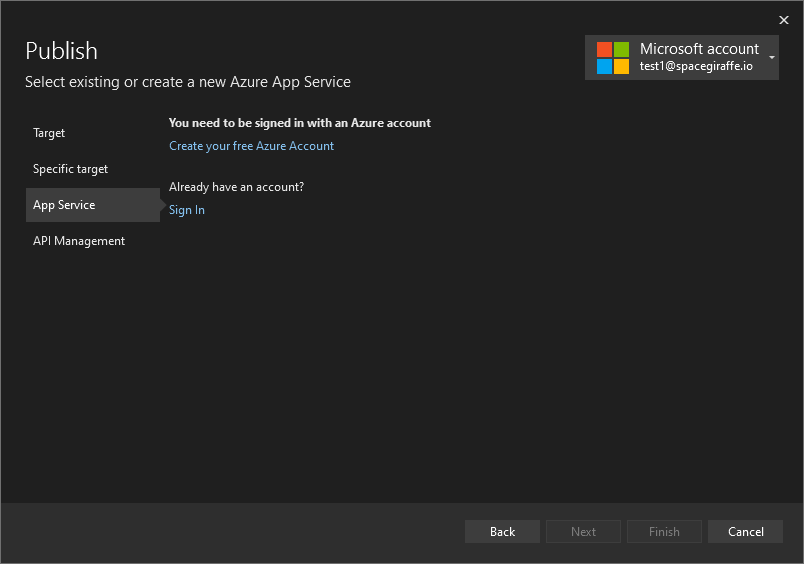 Publish
Select existing or create a new Azure App Service
Microsoft account
test1@spacegiraffe.io
Target
Specific target
App Service
API Management
You need to be signed in with an Azure account
Create your free Azure Account
Already have an account?
Sign In
Back
Next
Finish
Cancel